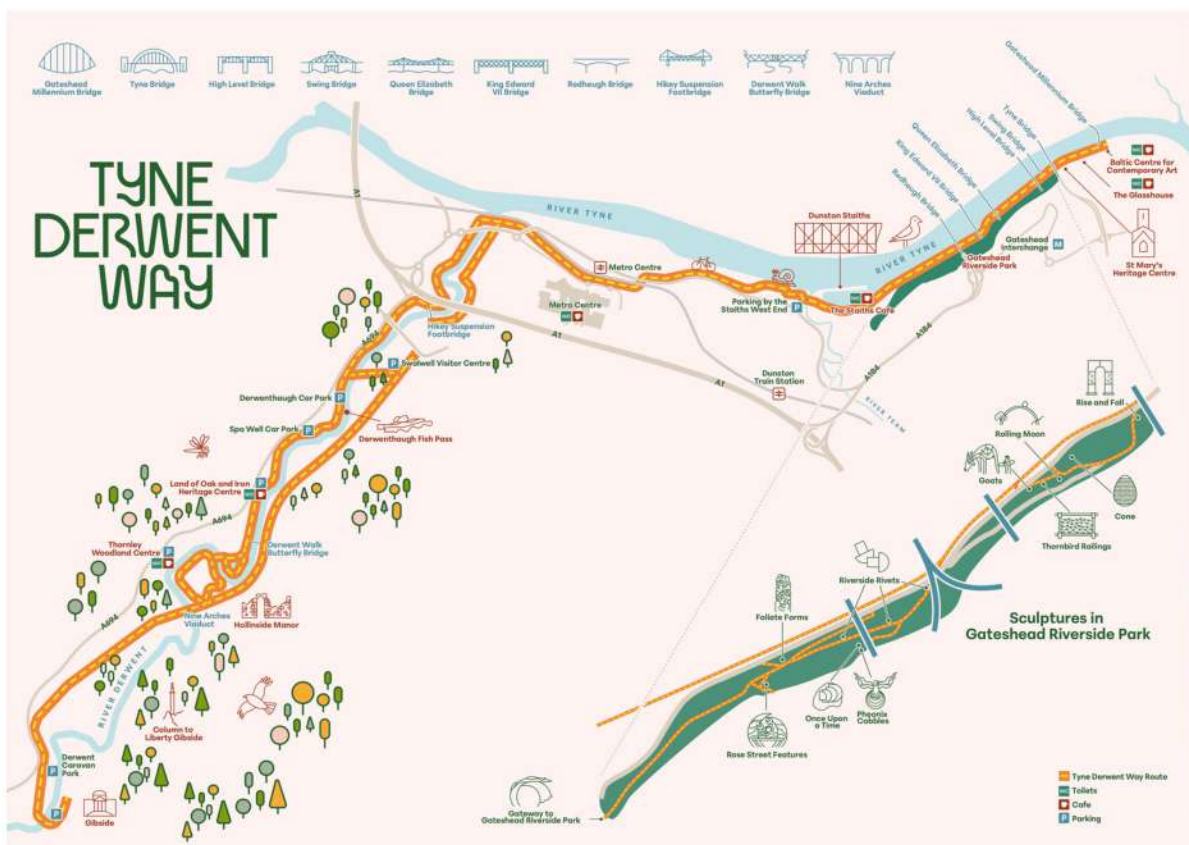 Gateshead
Millennium Bridge
Tyne Bridge
High Level Bridge
Swing Bridge
Queen Elizabeth
Bridge
King Edward
VII Bridge
Redheugh Bridge
Hikey Suspension
Footbridge
Derwent Walk
Butterfly Bridge
Nine Arches
Viaduct
TYNE
DERWENT
WAY
A1
RIVER TYNE
Gateshead Millennium Bridge
Tyne Bridge
Swing Bridge
High Level Bridge
Queen Elizabeth Bridge
King Edward VII Bridge
Redheugh Bridge
Baltic Centre for
Contemporary Art
The Glasshouse
St Mary's
Heritage Centre
Gateshead
Interchange
M
Gateshead
Riverside Park
RIVER TYNE
Dunston Staiths
The Staiths Cafe
Parking by the
Staiths West End
P
Metro Centre
Metro Centre
A1
A184
A184
A1
Dunston
Train Station
RIVER TEAM
Hikey Suspension
Footbridge
A694
P
Swalwell Visitor Centre
Derwenthaugh Car Park
P
Derwenthaugh Fish Pass
Spa Well Car Park
P
Land of Oak and Iron
Heritage Centre
P
A694
Thornley
Woodland Centre
P
Derwent Walk
Butterfly Bridge
Nine Arches
Viaduct
Hollinside Manor
A694
RIVER DERWENT
Column to
Liberty Gibside
Derwent
Caravan
Park
P
P
Gibside
Rise and Fall
Rolling Moon
Goats
Cone
Thornbird Railings
Riverside Rivets
Foliate Forms
Sculptures in
Gateshead Riverside Park
Once Upon
a Time
Pheonix
Cobbles
Rose Street Features
Gateway to
Gateshead Riverside Park
Tyne Derwent Way Route
WC
Toilets
Cafe
P
Parking